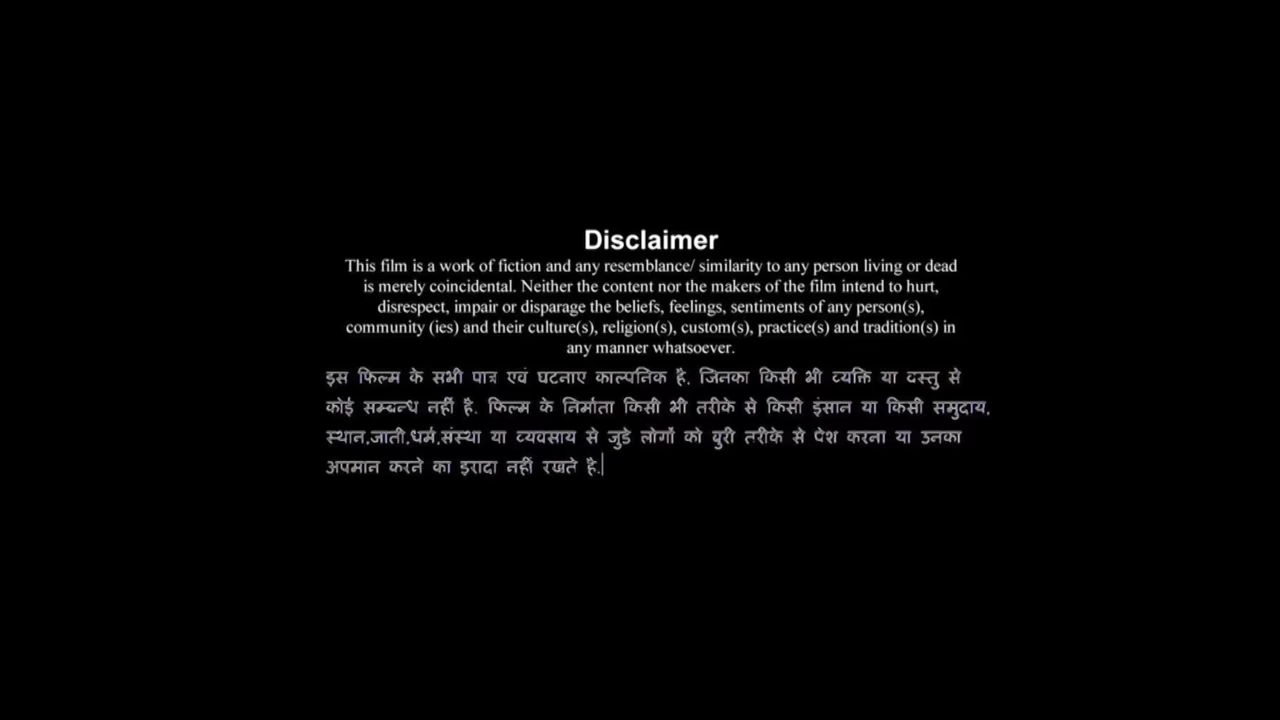 Disclaimer
This film is a work of fiction and any resemblance/ similarity to any person living or dead
is merely coincidental. Neither the content nor the makers of the film intend to hurt,
disrespect, impair or disparage the beliefs, feelings, sentiments of any person(s),
community (ies) and their culture(s), religion(s), custom(s), practice(s) and tradition(s) in
any manner whatsoever.
इस फिल्म के सभी पात्र एवं घटनाए काल्पनिक है. जिनका किसी भी व्यक्ति या वस्तु से
कोई सम्बन्ध नहीं है. फिल्म के निर्माता किसी भी तरीके से किसी इंसान या किसी समुदाय,
स्थान,जाती,धर्म,संस्था या व्यवसाय से जुडे लोगों को बुरी तरीके से पेश करना या उनका
अपमान करने का इरादा नहीं रखते है.